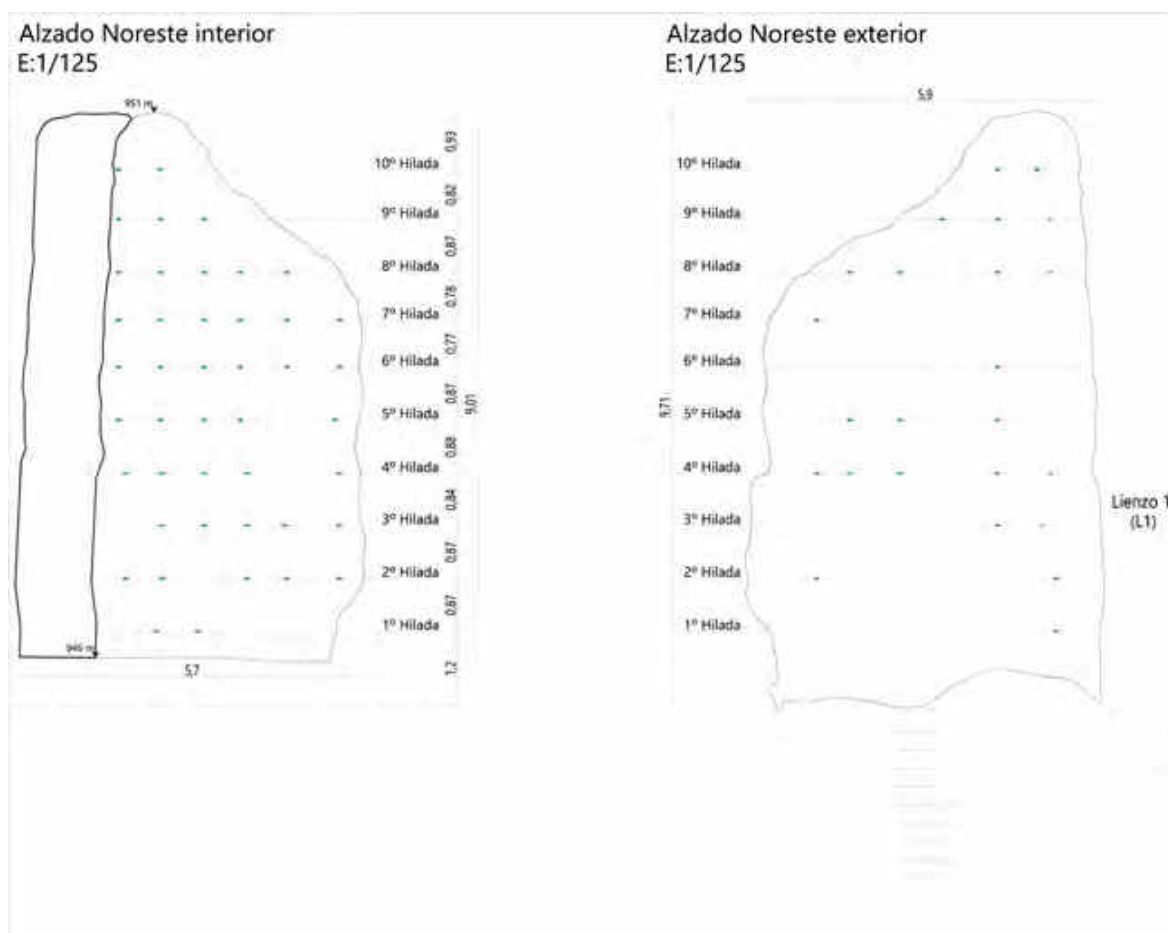 Alzado Noreste interior
E:1/125
951 m
10º Hilada
9º Hilada
8º Hilada
7º Hilada
6º Hilada
5º Hilada
4º Hilada
3º Hilada
2º Hilada
1º Hilada
0,93
0,82
0,87
0,78
0,77
0,87
0,88
0,84
0,87
0,87
1,2
9,01
5,7
Alzado Noreste exterior
E:1/125
5,9
10º Hilada
9º Hilada
8º Hilada
7º Hilada
6º Hilada
5º Hilada
4º Hilada
3º Hilada
2º Hilada
1º Hilada
9,71
Lienzo 1
(L1)